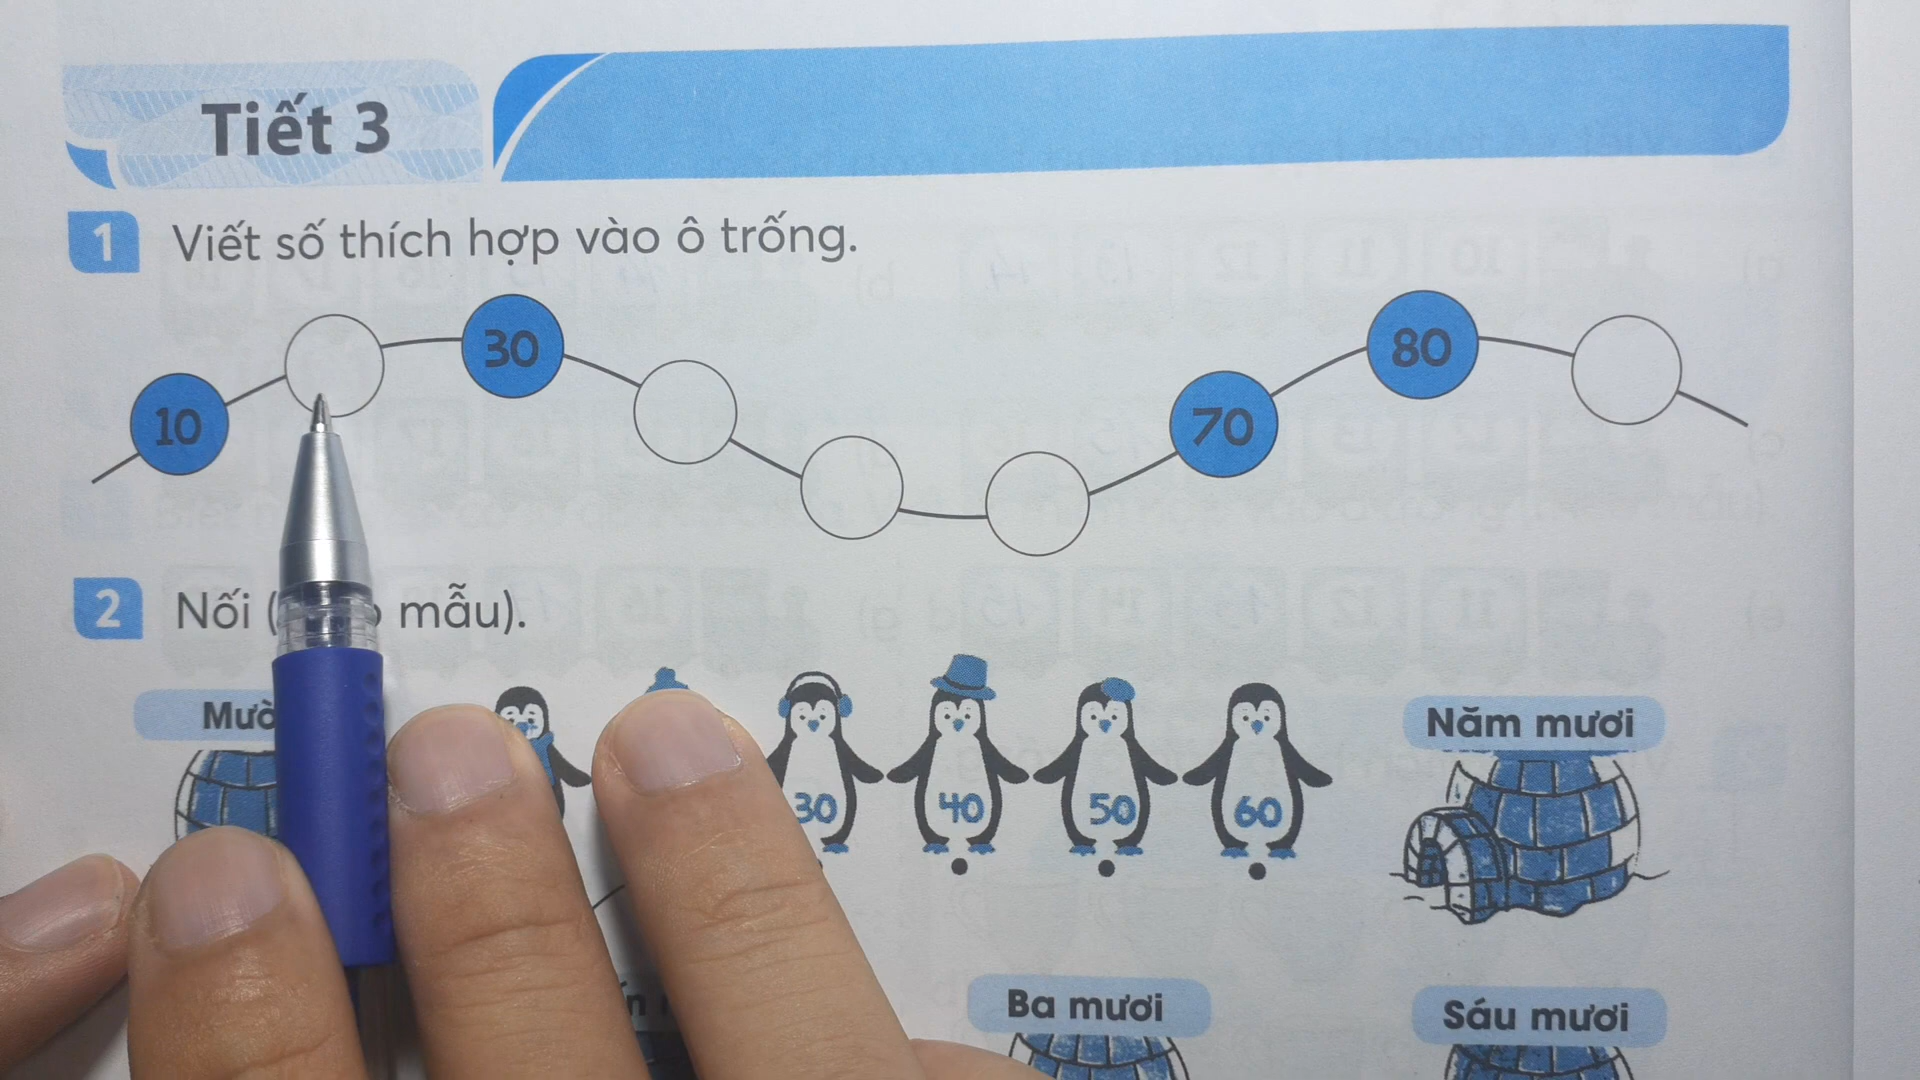 Tiết 3
1 Viết số thích hợp vào ô trống.
10 30 70 80
2 Nối ( mẫu).
Năm mươi
30 40 50 60
Ba mươi Sáu mươi